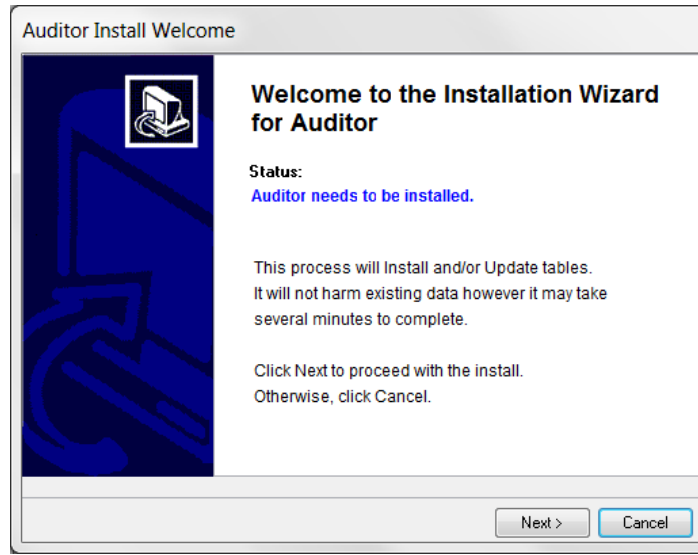 Auditor Install Welcome
Welcome to the Installation Wizard
for Auditor
Status:
Auditor needs to be installed.
This process will Install and/or Update tables.
It will not harm existing data however it may take
several minutes to complete.
Click Next to proceed with the install.
Otherwise, click Cancel.
Next >
Cancel